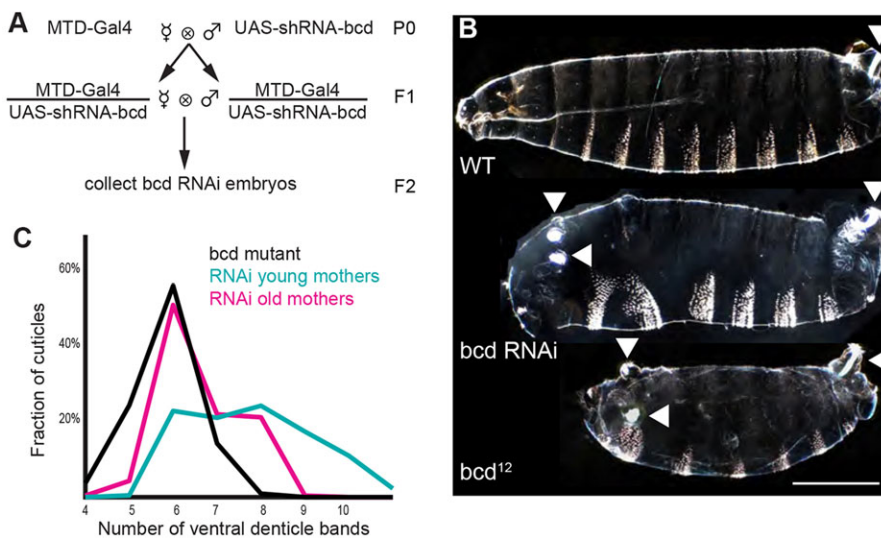 A
MTD-Gal4 ☿ ⊗ ♂ UAS-shRNA-bcd P0
MTD-Gal4 MTD-Gal4
☿ ⊗ ♂ F1
UAS-shRNA-bcd UAS-shRNA-bcd
collect bcd RNAi embryos F2
B
WT
bcd RNAi
bcd¹²
C
bcd mutant
RNAi young mothers
RNAi old mothers
Fraction of cuticles
60%
40%
20%
4 5 6 7 8 9 10
Number of ventral denticle bands